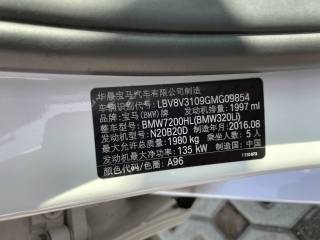 华晨宝马汽车有限公司制造
车辆识别代号: LBV8V3109GMG09854
品牌: 宝马(BMW)牌 发动机排量: 1997 ml
型号: BMW7200HL(BMW320Li)
发动机型号: N20B20D 制造年月: 2016.08
最大允许总质量: 1980 kg 乘坐人数: 5 人
发动机最大净功率: 135 kW 制造国: 中国
颜色代码/色漆: A96